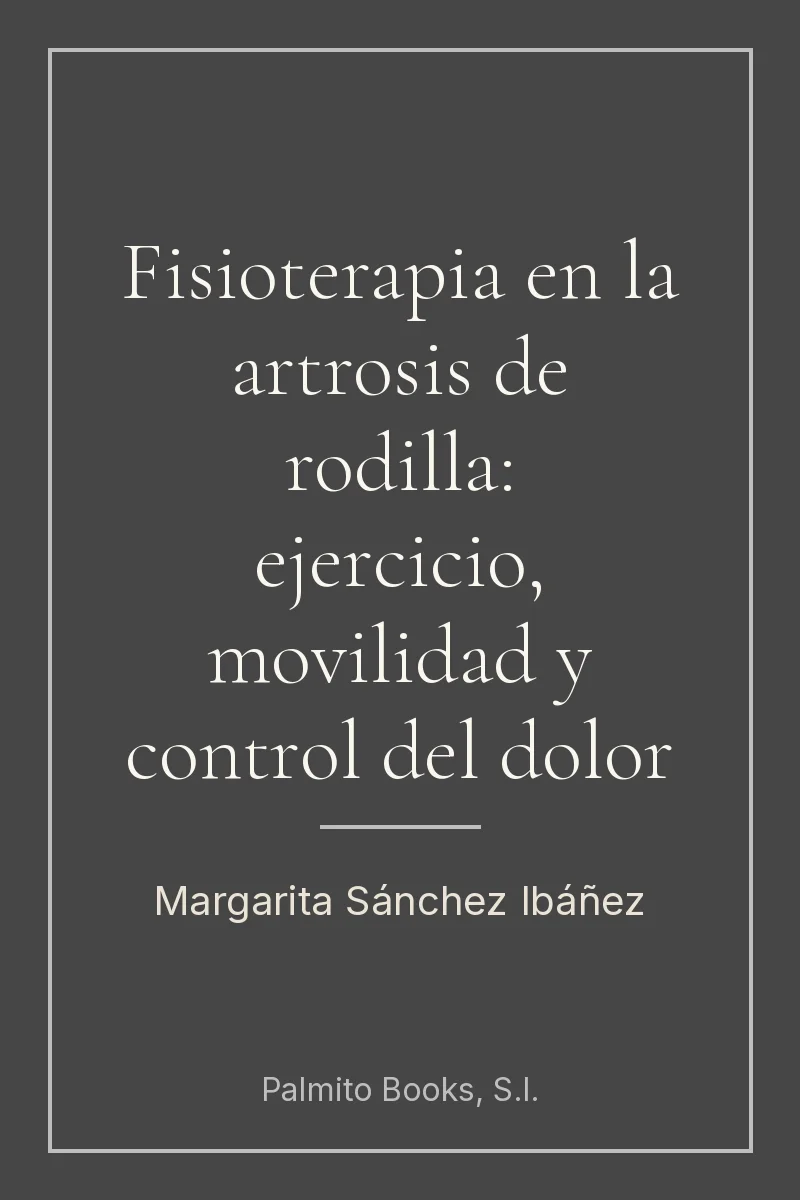 Fisioterapia en la
artrosis de
rodilla:
ejercicio,
movilidad y
control del dolor
Margarita Sánchez Ibáñez
Palmito Books, S.l.